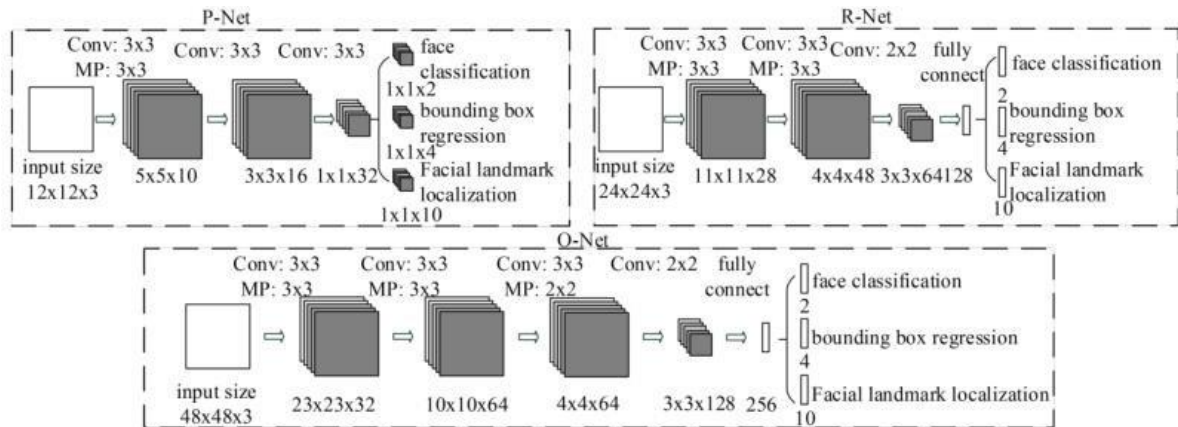 P-Net
Conv: 3x3 Conv: 3x3 Conv: 3x3
MP: 3x3
face
classification
1x1x2
bounding box
regression
1x1x4
Facial landmark
localization
1x1x10
input size
12x12x3
5x5x10
3x3x16
1x1x32
R-Net
Conv: 3x3 Conv: 3x3 Conv: 2x2 fully
MP: 3x3 MP: 3x3 connect
face classification
2
bounding box
regression
4
Facial landmark
localization
10
input size
24x24x3
11x11x28
4x4x48
3x3x64
128
O-Net
Conv: 3x3 Conv: 3x3 Conv: 3x3 Conv: 2x2 fully
MP: 3x3 MP: 3x3 MP: 2x2 connect
face classification
2
bounding box regression
4
Facial landmark localization
10
input size
48x48x3
23x23x32
10x10x64
4x4x64
3x3x128
256